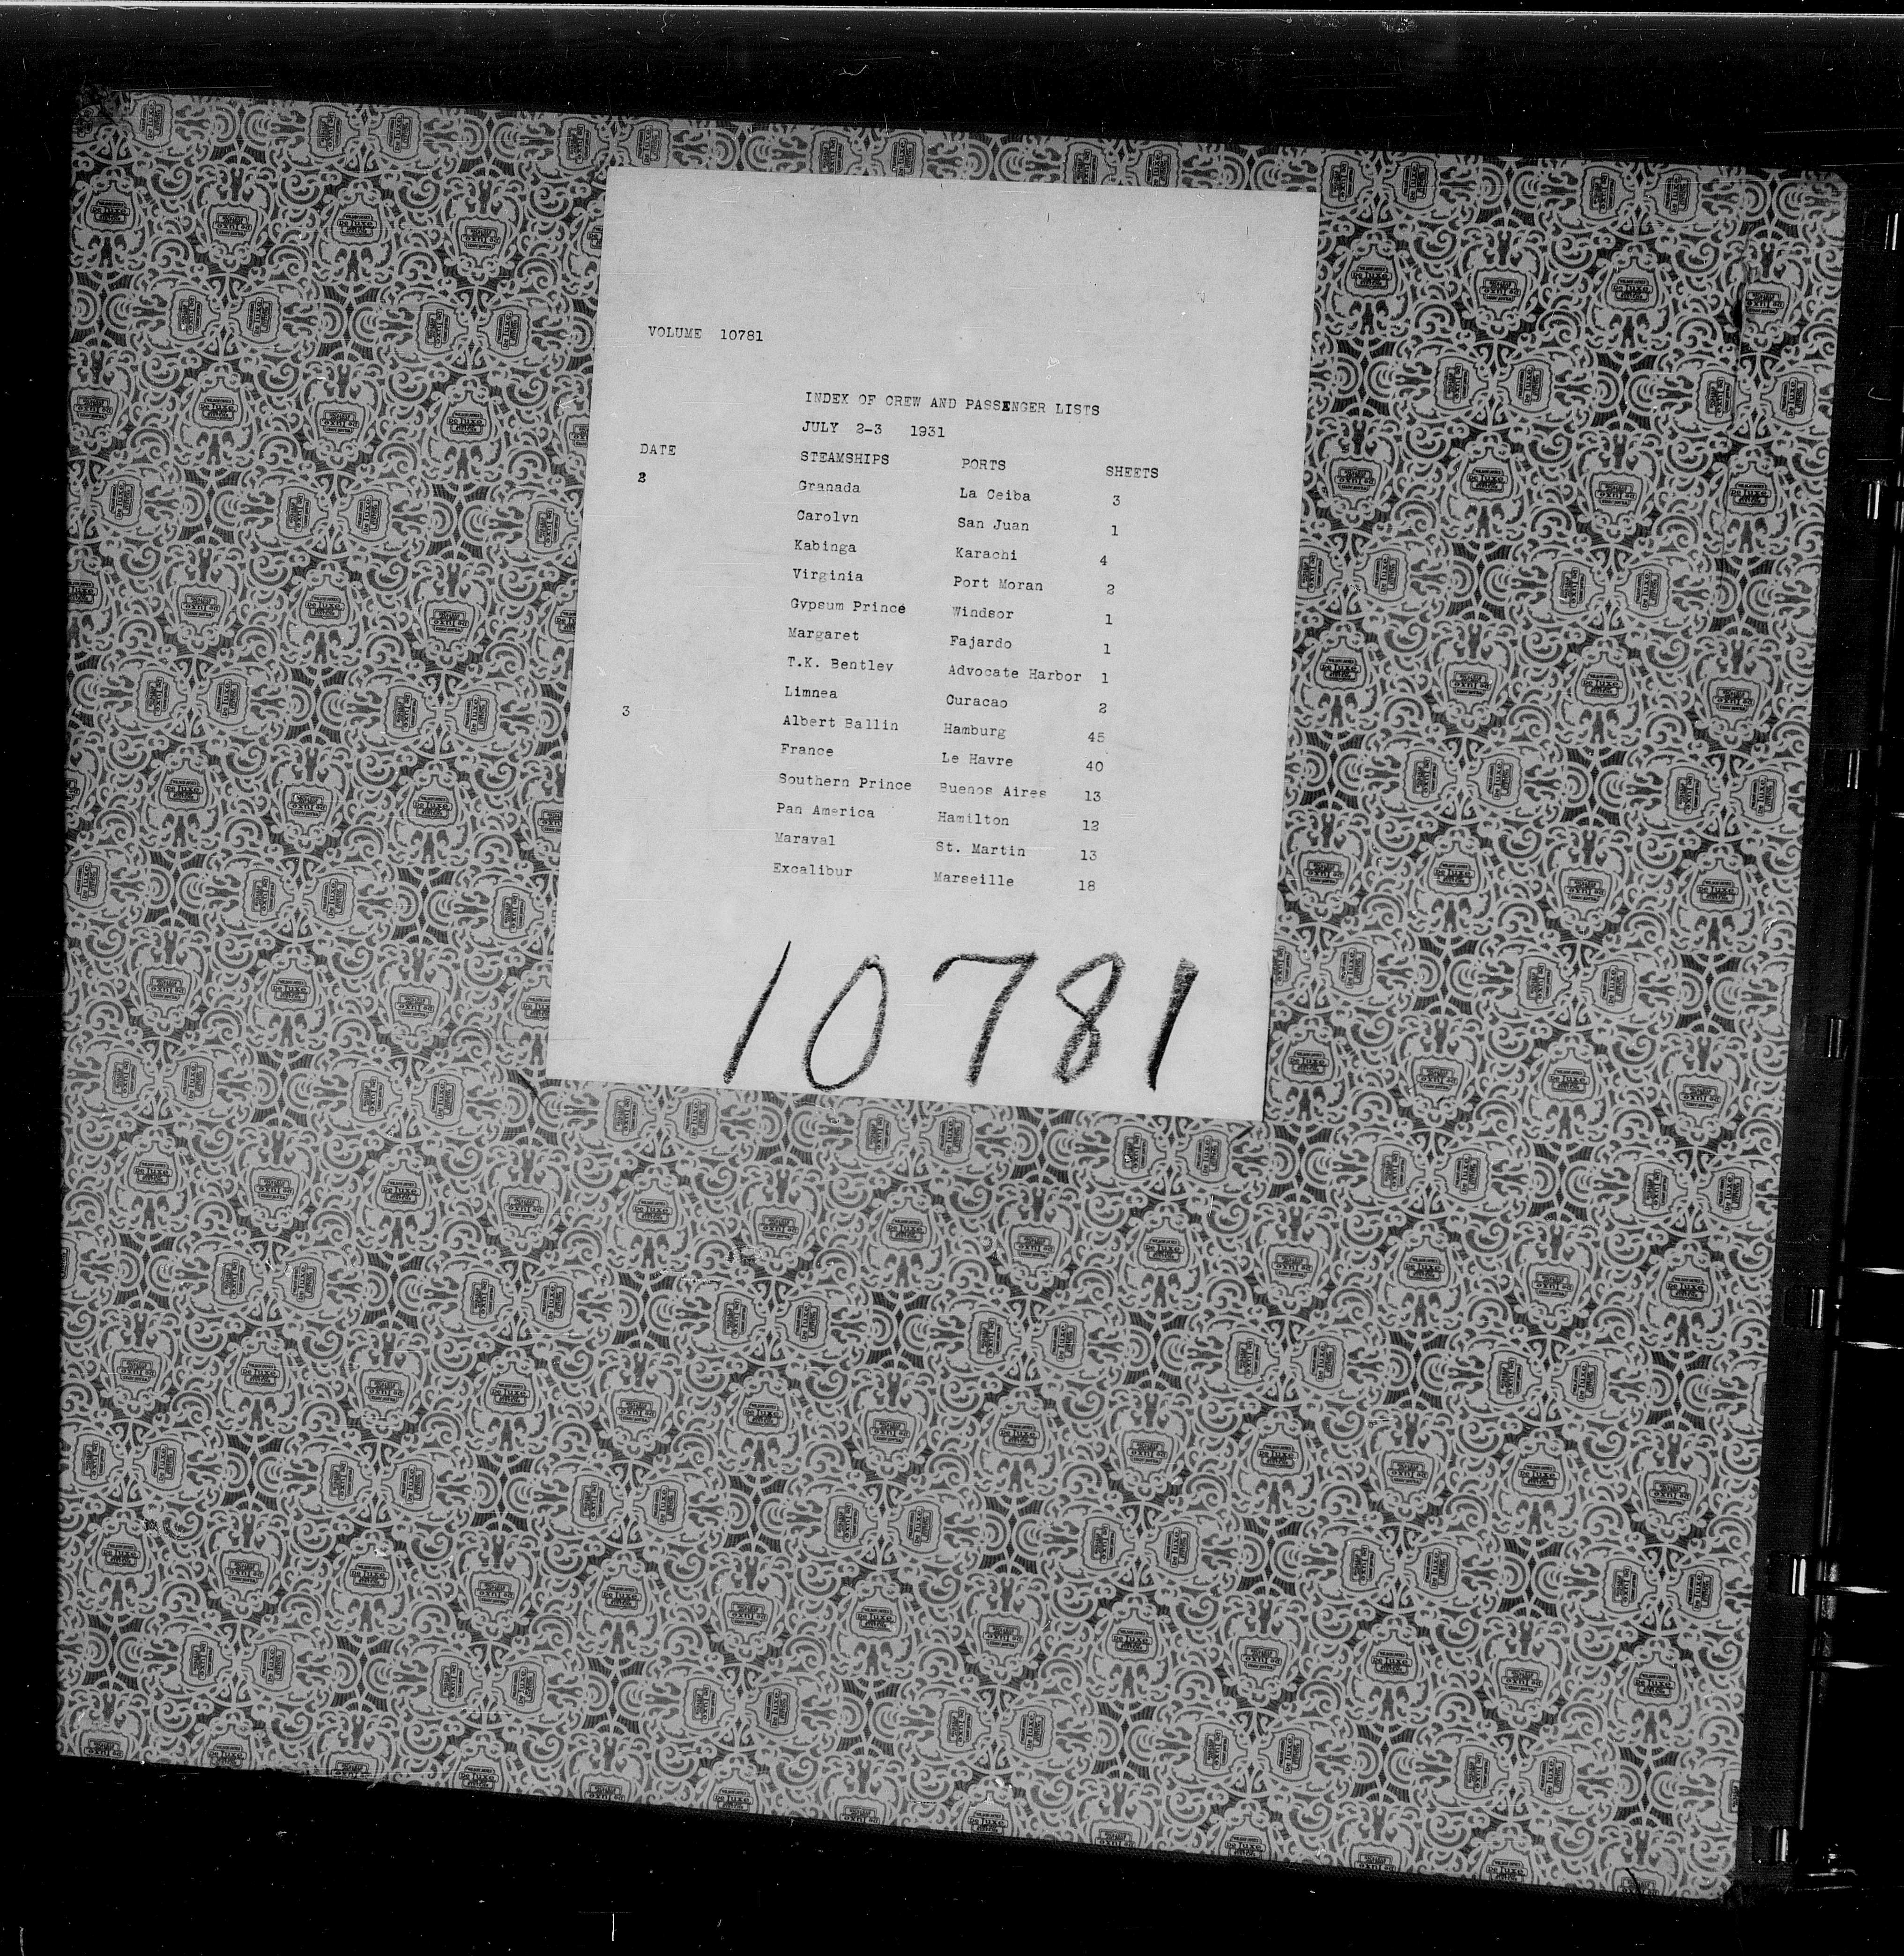 VOLUME 10781
INDEX OF CREW AND PASSENGER LISTS
JULY 2-3 1931
DATE STEAMSHIPS PORTS SHEETS
2 Granada La Ceiba 3
Carolyn San Juan 1
Kabinga Karachi 4
Virginia Port Moran 2
Gypsum Prince Windsor 1
Margaret Fajardo 1
T.K. Bentley Advocate Harbor 1
Limnea Curacao 2
3 Albert Ballin Hamburg 45
France Le Havre 40
Southern Prince Buenos Aires 13
Pan America Hamilton 12
Maraval St. Martin 13
Excalibur Marseille 18
10781